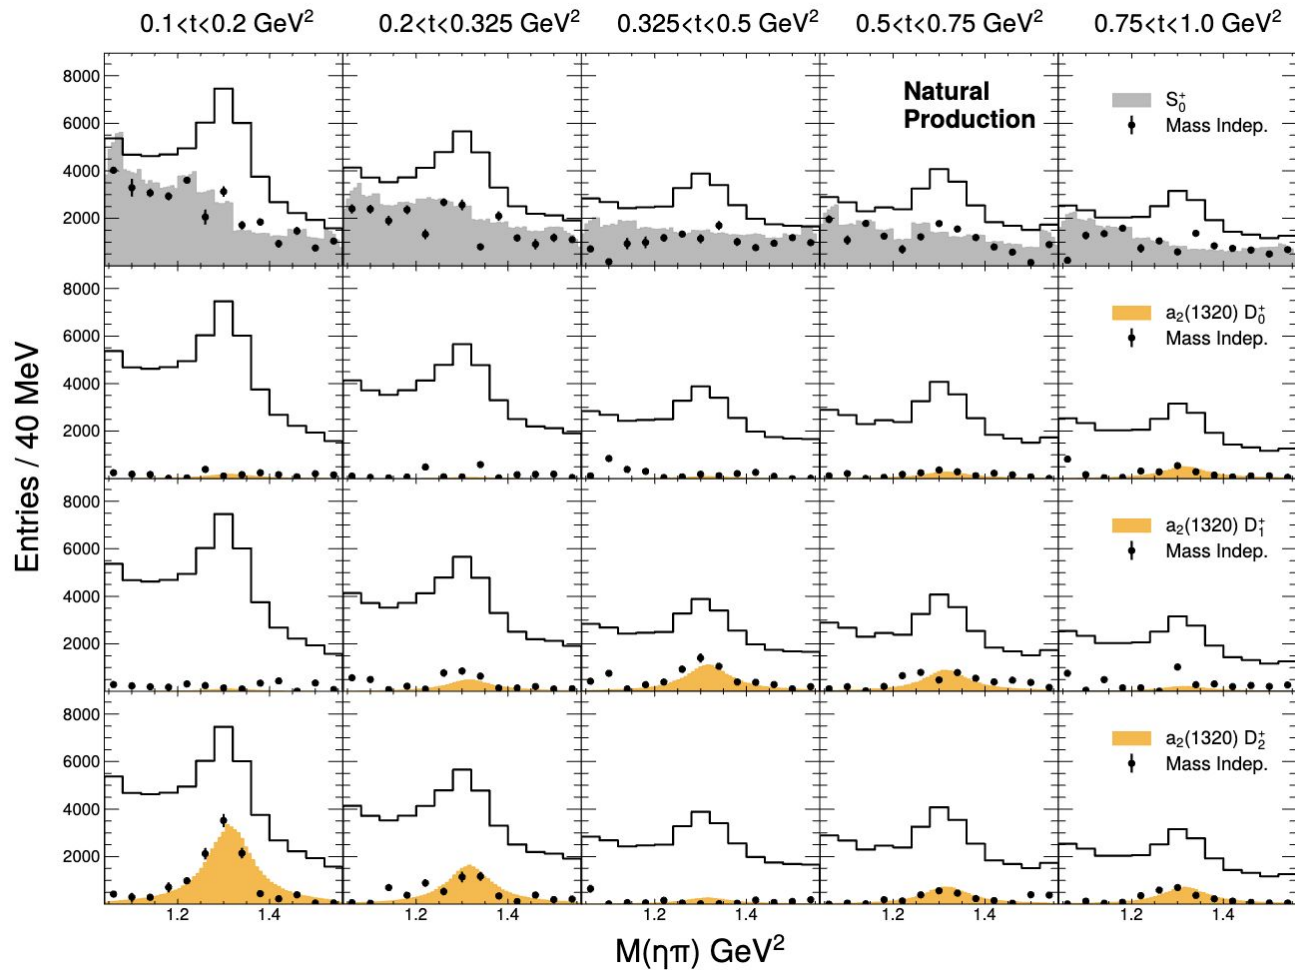 0.1<t<0.2 GeV²
0.2<t<0.325 GeV²
0.325<t<0.5 GeV²
0.5<t<0.75 GeV²
0.75<t<1.0 GeV²
8000
6000
4000
2000
Natural
Production
S₀⁺
Mass Indep.
8000
6000
4000
2000
a₂(1320) D₀⁺
Mass Indep.
8000
6000
4000
2000
a₂(1320) D₁⁺
Mass Indep.
8000
6000
4000
2000
a₂(1320) D₂⁺
Mass Indep.
1.2 1.4 1.2 1.4 1.2 1.4 1.2 1.4 1.2 1.4
Entries / 40 MeV
M(ηπ) GeV²